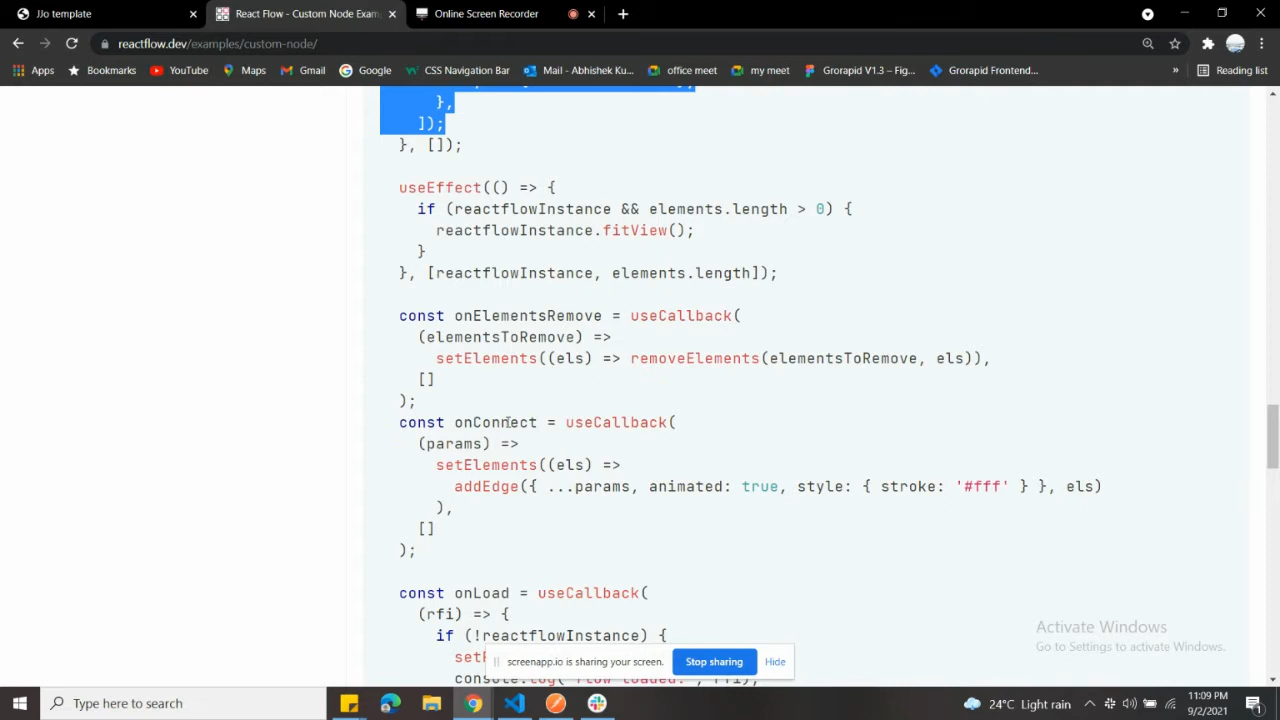 JJo template
React Flow - Custom Node Exam
Online Screen Recorder
reactflow.dev/examples/custom-node/
Apps
Bookmarks
YouTube
Maps
Gmail
Google
CSS Navigation Bar
Mail - Abhishek Ku...
office meet
my meet
Grorapid V1.3 – Fig...
Grorapid Frontend...
»
Reading list
},
]);
}, []);
useEffect(() => {
if (reactflowInstance && elements.length > 0) {
reactflowInstance.fitView();
}
}, [reactflowInstance, elements.length]);
const onElementsRemove = useCallback(
(elementsToRemove) =>
setElements((els) => removeElements(elementsToRemove, els)),
[]
);
const onConnect = useCallback(
(params) =>
setElements((els) =>
addEdge({ ...params, animated: true, style: { stroke: '#fff' } }, els)
),
[]
);
const onLoad = useCallback(
(rfi) => {
if (!reactflowInstance) {
Activate Windows
Go to Settings to activate Windows.
screenapp.io is sharing your screen.
Stop sharing
Hide
Type here to search
24°C Light rain
11:09 PM
9/2/2021
1